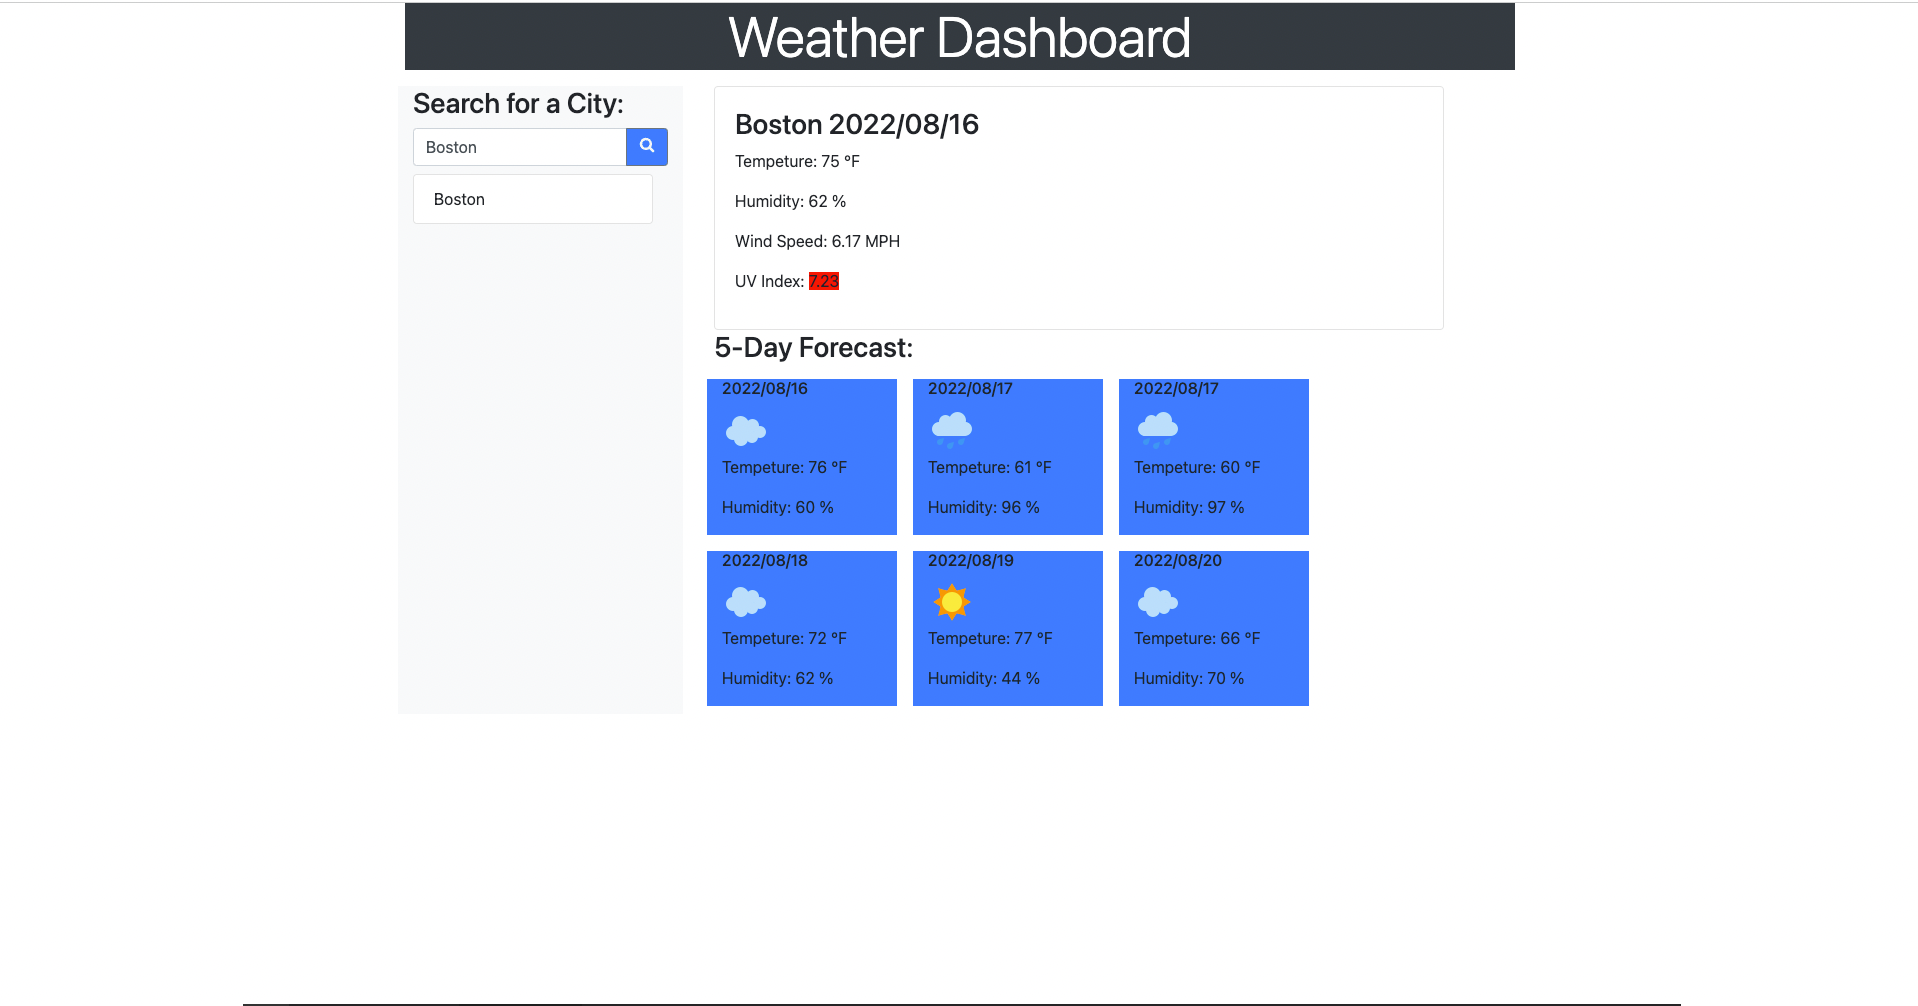 Weather Dashboard
Search for a City:
Boston
Boston
Boston 2022/08/16
Tempeture: 75 °F
Humidity: 62 %
Wind Speed: 6.17 MPH
UV Index: 7.23
5-Day Forecast:
2022/08/16
Tempeture: 76 °F
Humidity: 60 %
2022/08/17
Tempeture: 61 °F
Humidity: 96 %
2022/08/17
Tempeture: 60 °F
Humidity: 97 %
2022/08/18
Tempeture: 72 °F
Humidity: 62 %
2022/08/19
Tempeture: 77 °F
Humidity: 44 %
2022/08/20
Tempeture: 66 °F
Humidity: 70 %